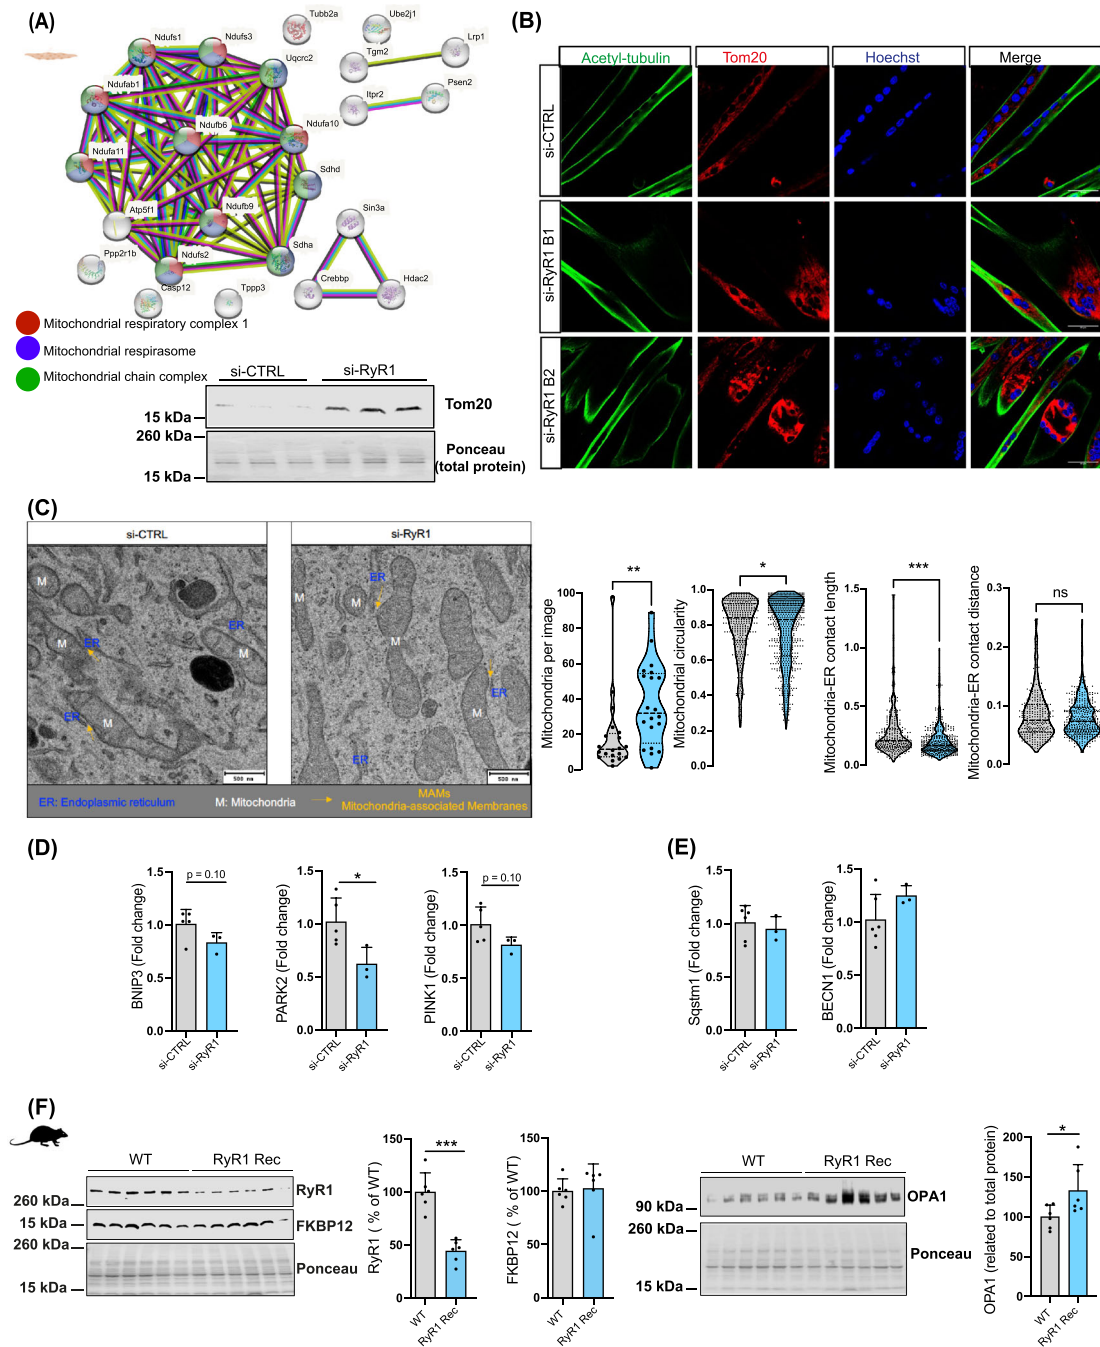 (A)
Tubb2a
Ube2j1
Ndufs1
Ndufs3
Lrp1
Tgm2
Uqcrc2
Psen2
Ndufab1
Itpr2
Ndufb6
Ndufa10
Ndufa11
Sdhd
Atp5f1
Ndufb9
Sin3a
Ppp2r1b
Ndufs2
Sdha
Crebbp
Hdac2
Casp12
Tppp3
Mitochondrial respiratory complex 1
Mitochondrial respirasome
Mitochondrial chain complex
si-CTRL
si-RyR1
Tom20
15 kDa
260 kDa
Ponceau
(total protein)
15 kDa
(B)
Acetyl-tubulin
Tom20
Hoechst
Merge
si-CTRL
si-RyR1 B1
si-RyR1 B2
(C)
si-CTRL
si-RyR1
M
ER
M
ER
M
ER
M
M
ER
M
ER
M
ER
500 nm
500 nm
ER: Endoplasmic reticulum
M: Mitochondria
MAMs
Mitochondria-associated Membranes
Mitochondria per image
100
80
60
40
20
0
**
Mitochondrial circularity
1.0
0.8
0.6
0.4
0.2
0.0
*
Mitochondria-ER contact length
1.5
1.0
0.5
0.0
***
Mitochondria-ER contact distance
0.3
0.2
0.1
0.0
ns
(D)
BNIP3 (Fold change)
1.5
1.0
0.5
0.0
p = 0.10
si-CTRL
si-RyR1
PARK2 (Fold change)
1.5
1.0
0.5
0.0
*
si-CTRL
si-RyR1
PINK1 (Fold change)
1.5
1.0
0.5
0.0
p = 0.10
si-CTRL
si-RyR1
(E)
Sqstm1 (Fold change)
1.5
1.0
0.5
0.0
si-CTRL
si-RyR1
BECN1 (Fold change)
1.5
1.0
0.5
0.0
si-CTRL
si-RyR1
(F)
WT
RyR1 Rec
RyR1
260 kDa
15 kDa
FKBP12
260 kDa
Ponceau
15 kDa
RyR1 ( % of WT)
150
100
50
0
***
WT
RyR1 Rec
FKBP12 ( % of WT)
150
100
50
0
WT
RyR1 Rec
WT
RyR1 Rec
OPA1
90 kDa
260 kDa
Ponceau
15 kDa
OPA1 (related to total protein)
200
150
100
50
0
*
WT
RyR1 Rec